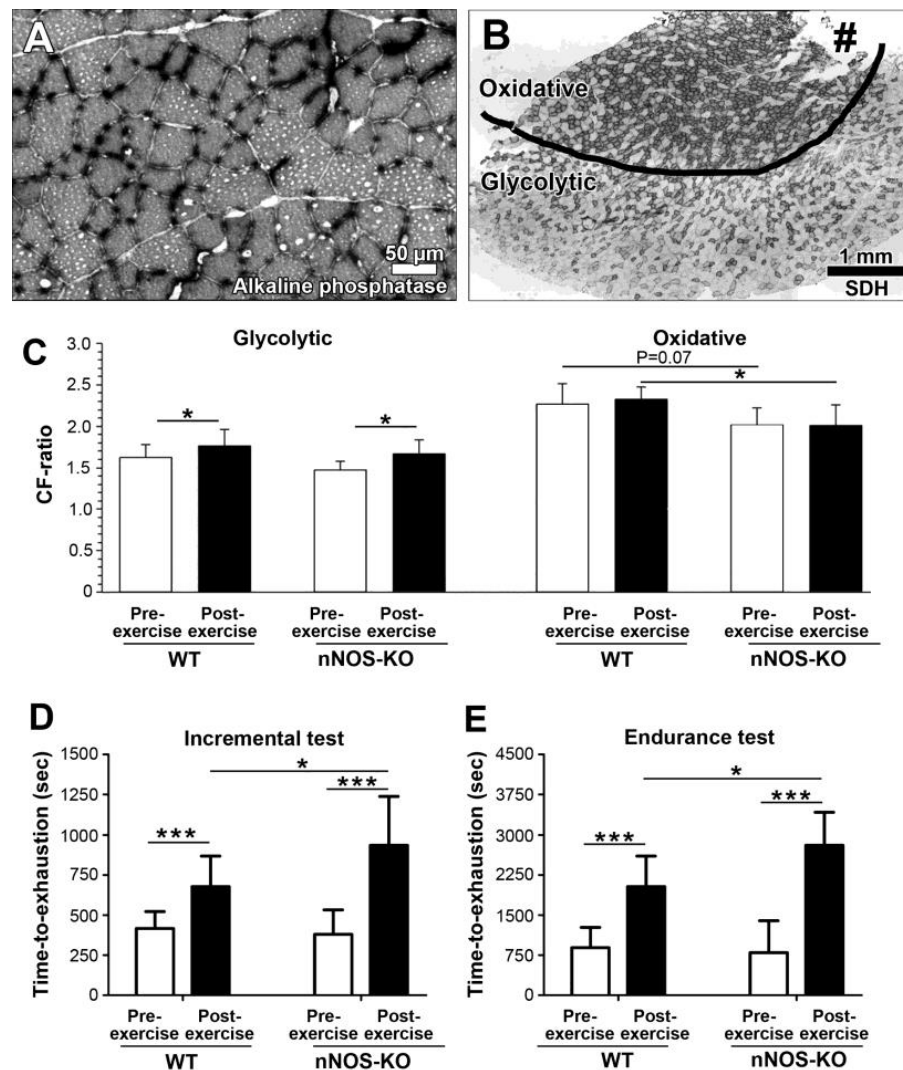 A
50 µm
Alkaline phosphatase
B
#
Oxidative
Glycolytic
1 mm
SDH
C
Glycolytic
Oxidative
CF-ratio
3.0
2.5
2.0
1.5
1.0
0.5
0
*
*
P=0.07
*
Pre-
exercise
Post-
exercise
Pre-
exercise
Post-
exercise
Pre-
exercise
Post-
exercise
Pre-
exercise
Post-
exercise
WT
nNOS-KO
WT
nNOS-KO
D
Incremental test
Time-to-exhaustion (sec)
1500
1250
1000
750
500
250
0
***
***
*
Pre-
exercise
Post-
exercise
Pre-
exercise
Post-
exercise
WT
nNOS-KO
E
Endurance test
Time-to-exhaustion (sec)
4500
3750
3000
2250
1500
750
0
***
***
*
Pre-
exercise
Post-
exercise
Pre-
exercise
Post-
exercise
WT
nNOS-KO